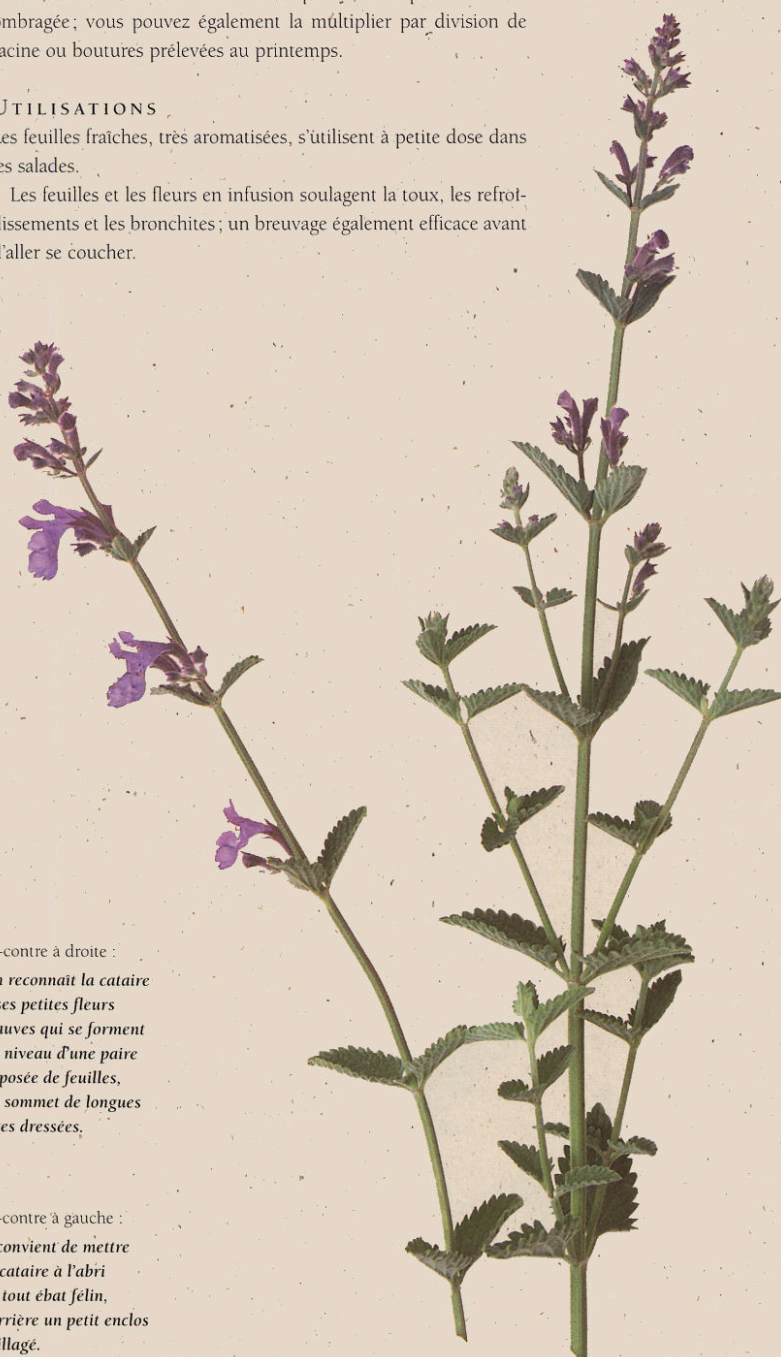 ombragée ; vous pouvez également la multiplier par division de
acine ou boutures prélevées au printemps.
UTILISATIONS
es feuilles fraîches, très aromatisées, s'utilisent à petite dose dans
es salades.
Les feuilles et les fleurs en infusion soulagent la toux, les refroi-
dissements et les bronchites ; un breuvage également efficace avant
d'aller se coucher.
-contre à droite :
n reconnaît la cataire
ses petites fleurs
auves qui se forment
niveau d'une paire
posée de feuilles,
sommet de longues
es dressées.
-contre à gauche :
convient de mettre
cataire à l'abri
tout ébat félin,
rrière un petit enclos
illagé.